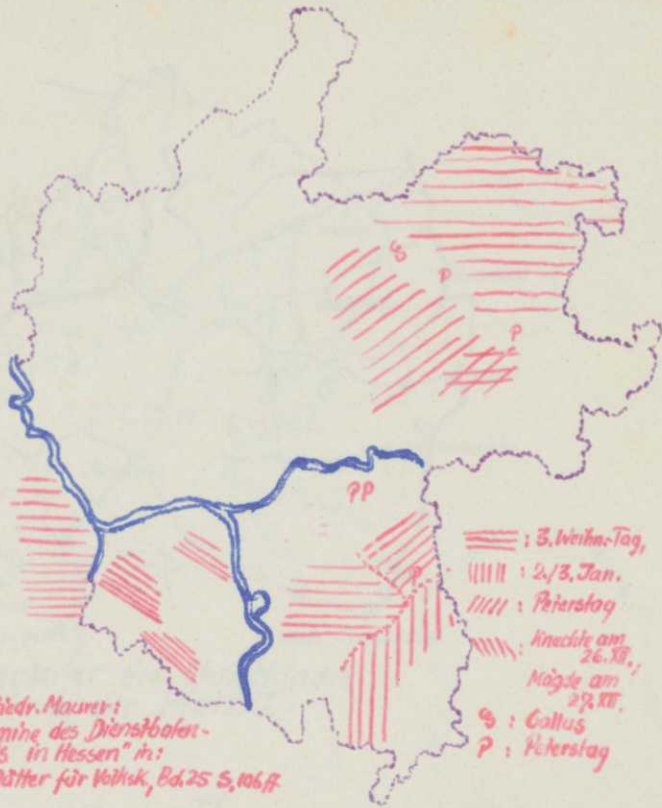 G
P
P
PP
P
: 3. Weihn.-Tag,
: 2./3. Jan.
: Peterstag
: Knechte am
26. XII.,
Mägde am
27. XII.
G : Gallus
P : Peterstag
iedr. Maurer:
mine des Dienstboten-
s in Hessen" in:
lätter für Volksk, Bd. 25 S, 106 ff